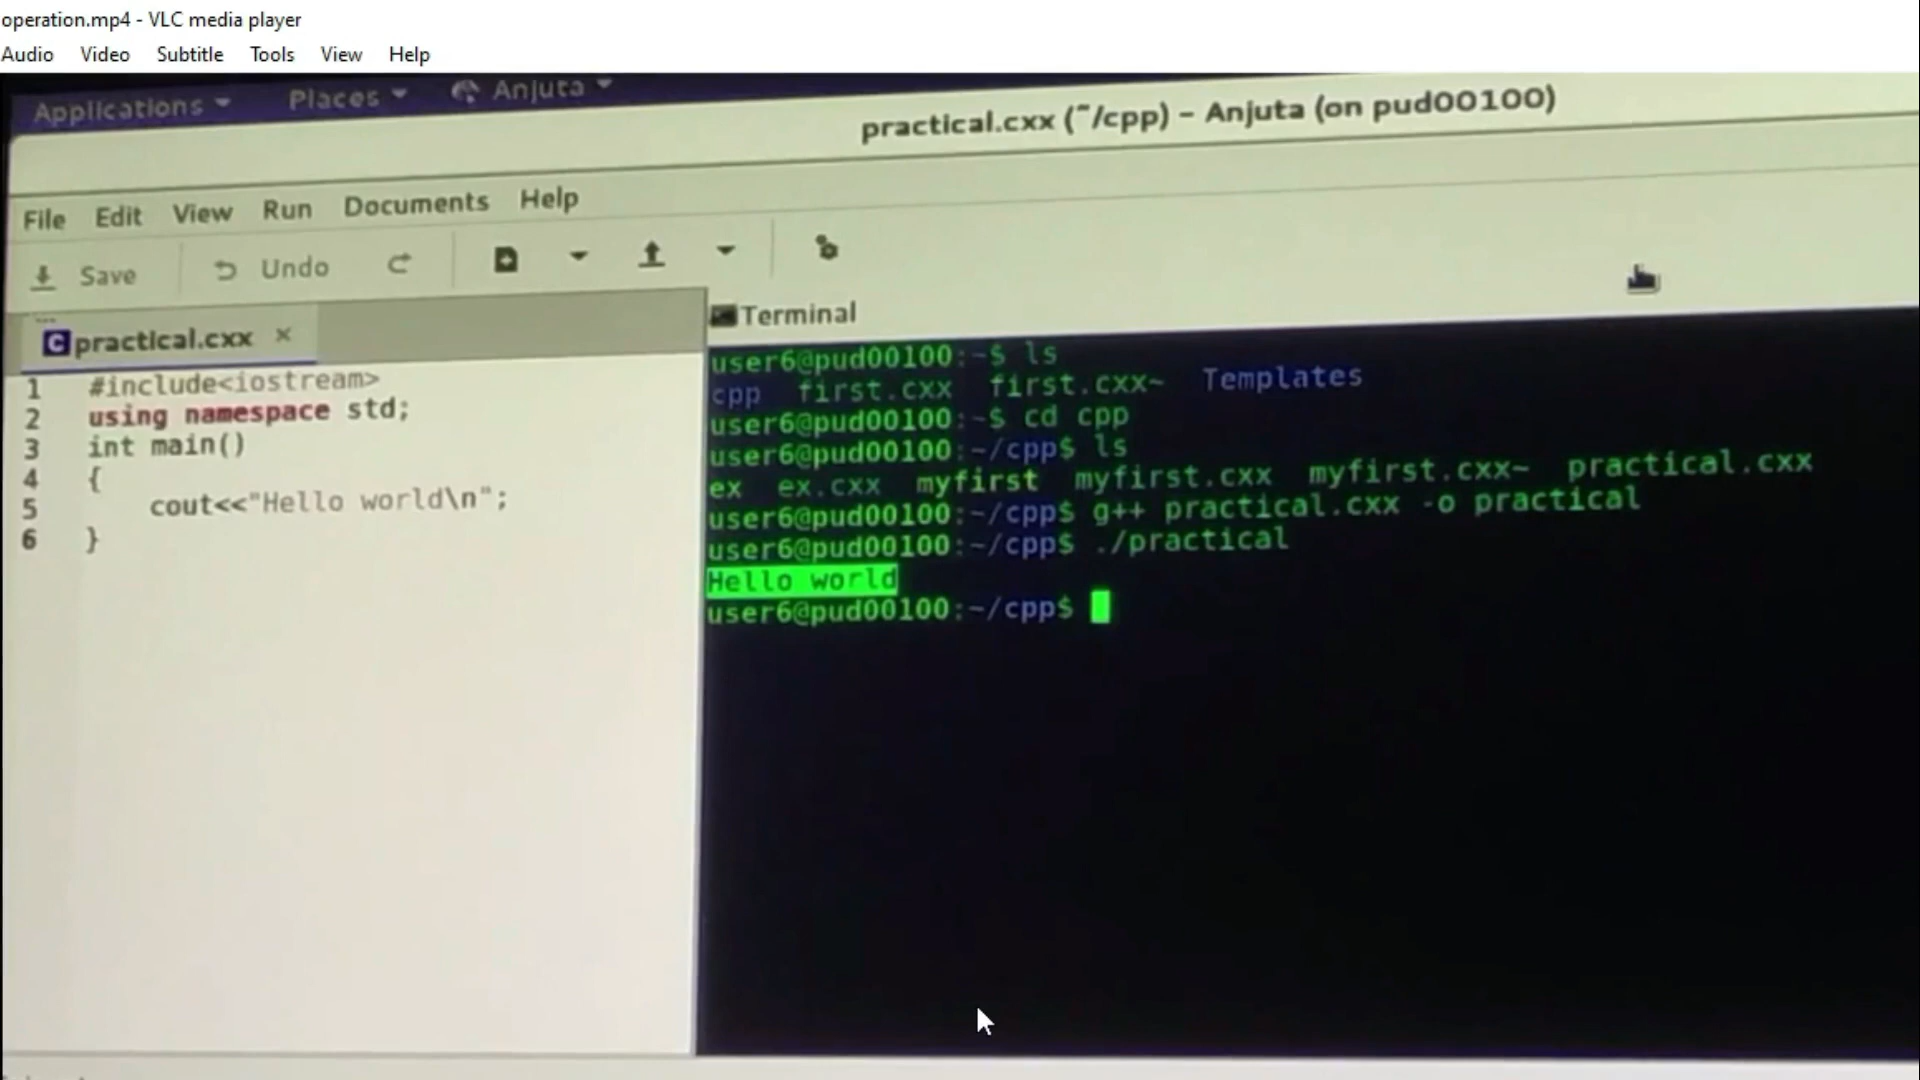 operation.mp4 - VLC media player
Audio Video Subtitle Tools View Help
Applications Places Anjuta
practical.cxx (~/cpp) - Anjuta (on pud00100)
File Edit View Run Documents Help
Save Undo
practical.cxx
Terminal
1 #include<iostream>
2 using namespace std;
3 int main()
4 {
5 cout<<"Hello world\n";
6 }
user6@pud00100:~$ ls
cpp first.cxx first.cxx~ Templates
user6@pud00100:~$ cd cpp
user6@pud00100:~/cpp$ ls
ex ex.cxx myfirst myfirst.cxx myfirst.cxx~ practical.cxx
user6@pud00100:~/cpp$ g++ practical.cxx -o practical
user6@pud00100:~/cpp$ ./practical
Hello world
user6@pud00100:~/cpp$